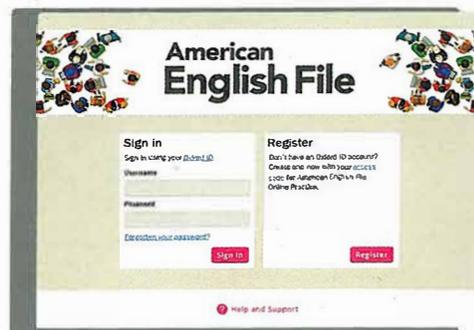 American
English File
Sign in
Sign in using your Oxford ID
Username
Password
Forgotten your password?
Sign in
Register
Don't have an Oxford ID account?
Create one now with your access
code for American English File
Online Practice.
Register
? Help and Support